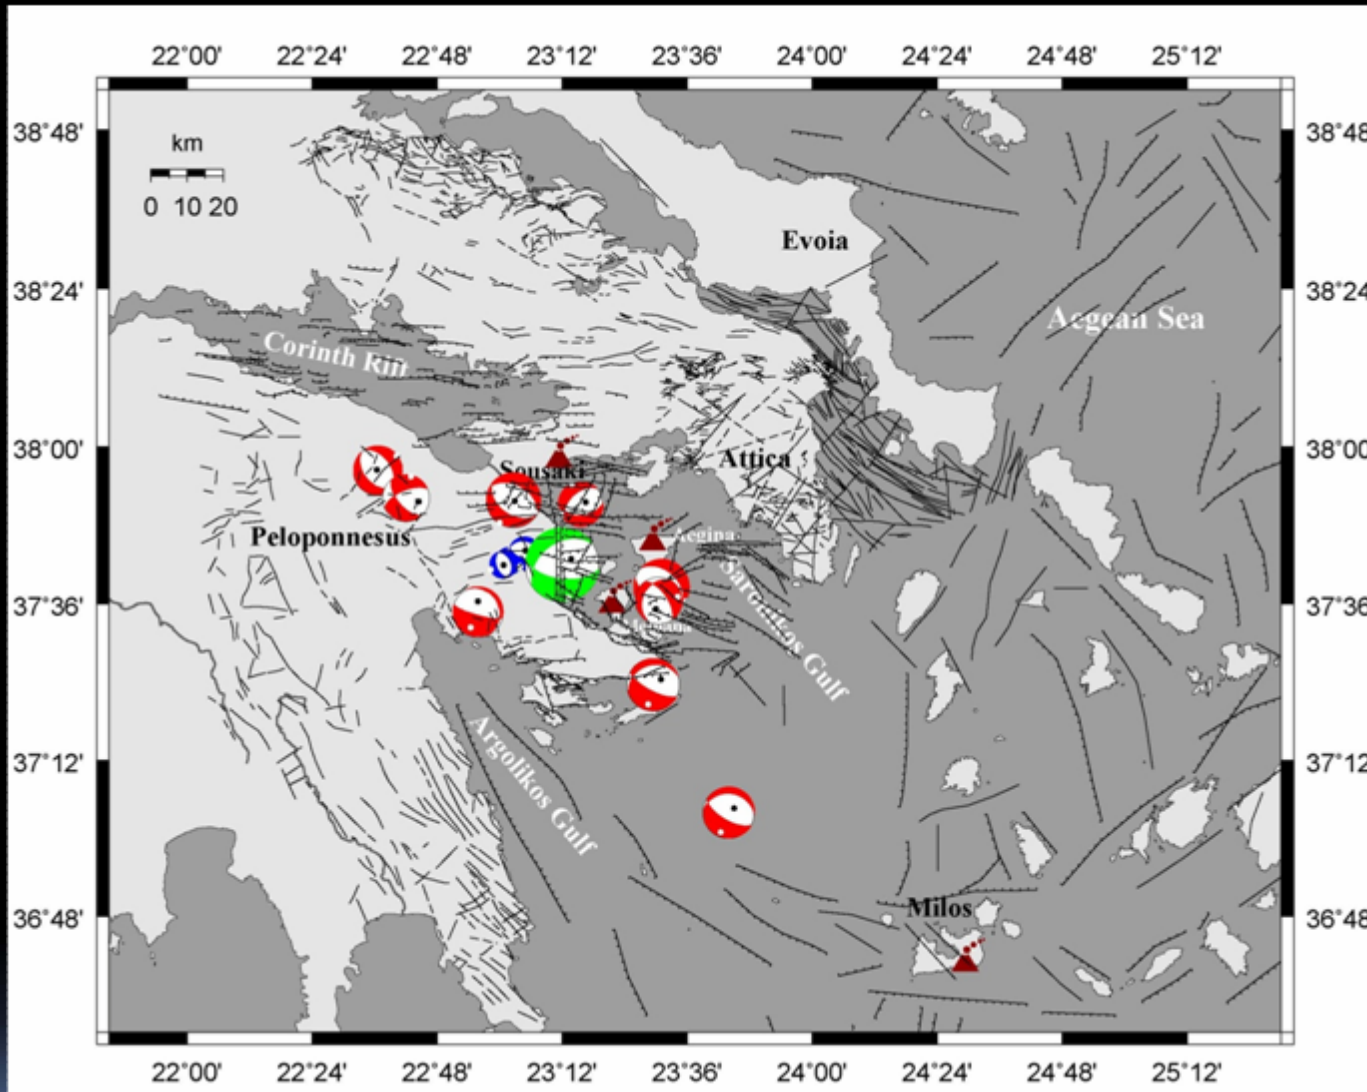 22°00' 22°24' 22°48' 23°12' 23°36' 24°00' 24°24' 24°48' 25°12'
38°48' 38°48'
km
0 10 20
Evoia
38°24' 38°24'
Aegean Sea
Corinth Rift
38°00' 38°00'
Sousaki Attica
Peloponnesus Aegina
Saronikos Gulf
37°36' 37°36'
Argolikos Gulf
37°12' 37°12'
Milos
36°48' 36°48'
22°00' 22°24' 22°48' 23°12' 23°36' 24°00' 24°24' 24°48' 25°12'